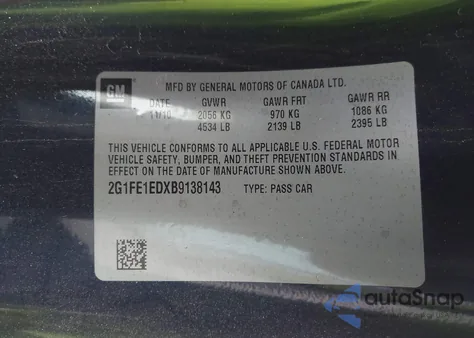 GM
MFD BY GENERAL MOTORS OF CANADA LTD.
DATE GVWR GAWR FRT GAWR RR
11/10 2056 KG 970 KG 1086 KG
4534 LB 2139 LB 2395 LB
THIS VEHICLE CONFORMS TO ALL APPLICABLE U.S. FEDERAL MOTOR
VEHICLE SAFETY, BUMPER, AND THEFT PREVENTION STANDARDS IN
EFFECT ON THE DATE OF MANUFACTURE SHOWN ABOVE.
2G1FE1EDXB9138143 TYPE: PASS CAR
autoSnap